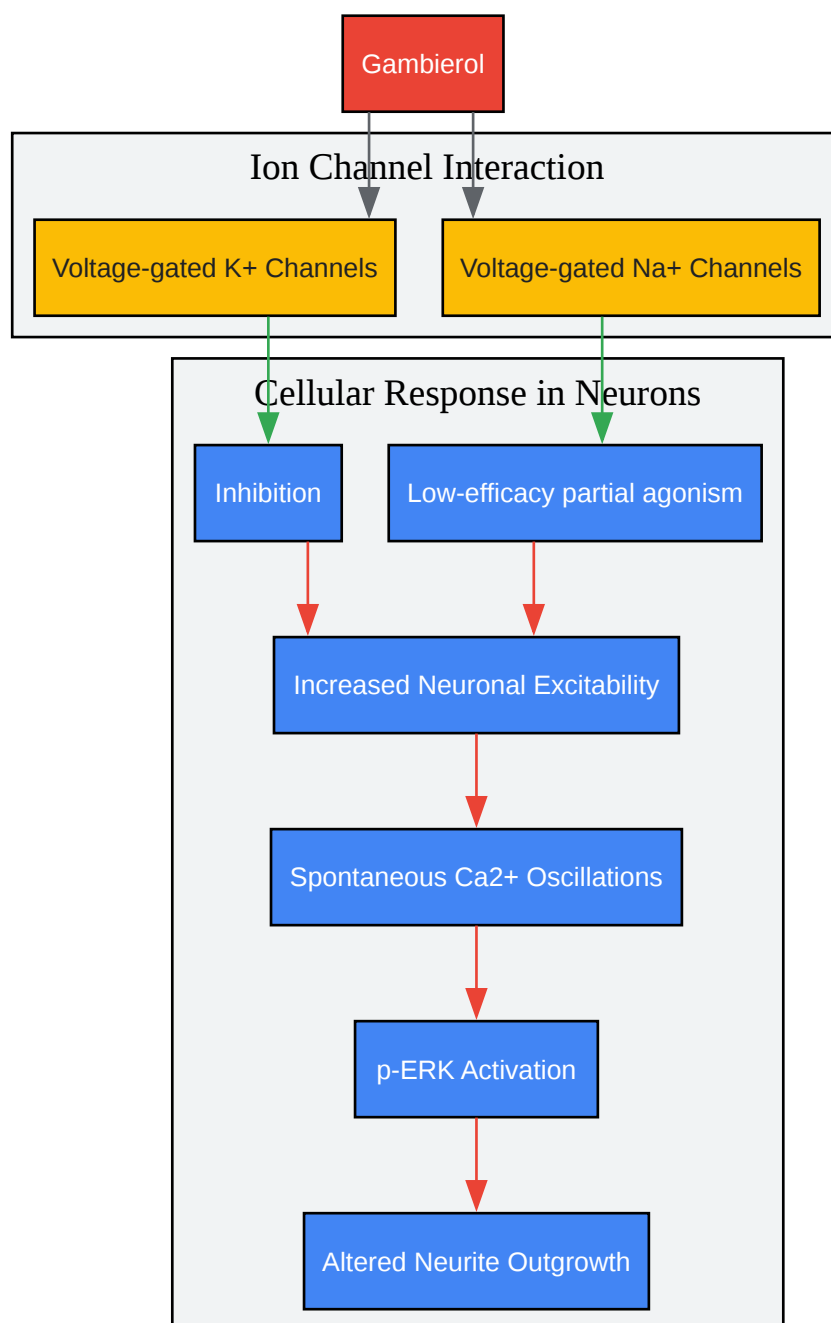 Gambierol
Ion Channel Interaction
Voltage-gated K+ Channels
Voltage-gated Na+ Channels
Cellular Response in Neurons
Inhibition
Low-efficacy partial agonism
Increased Neuronal Excitability
Spontaneous Ca2+ Oscillations
p-ERK Activation
Altered Neurite Outgrowth